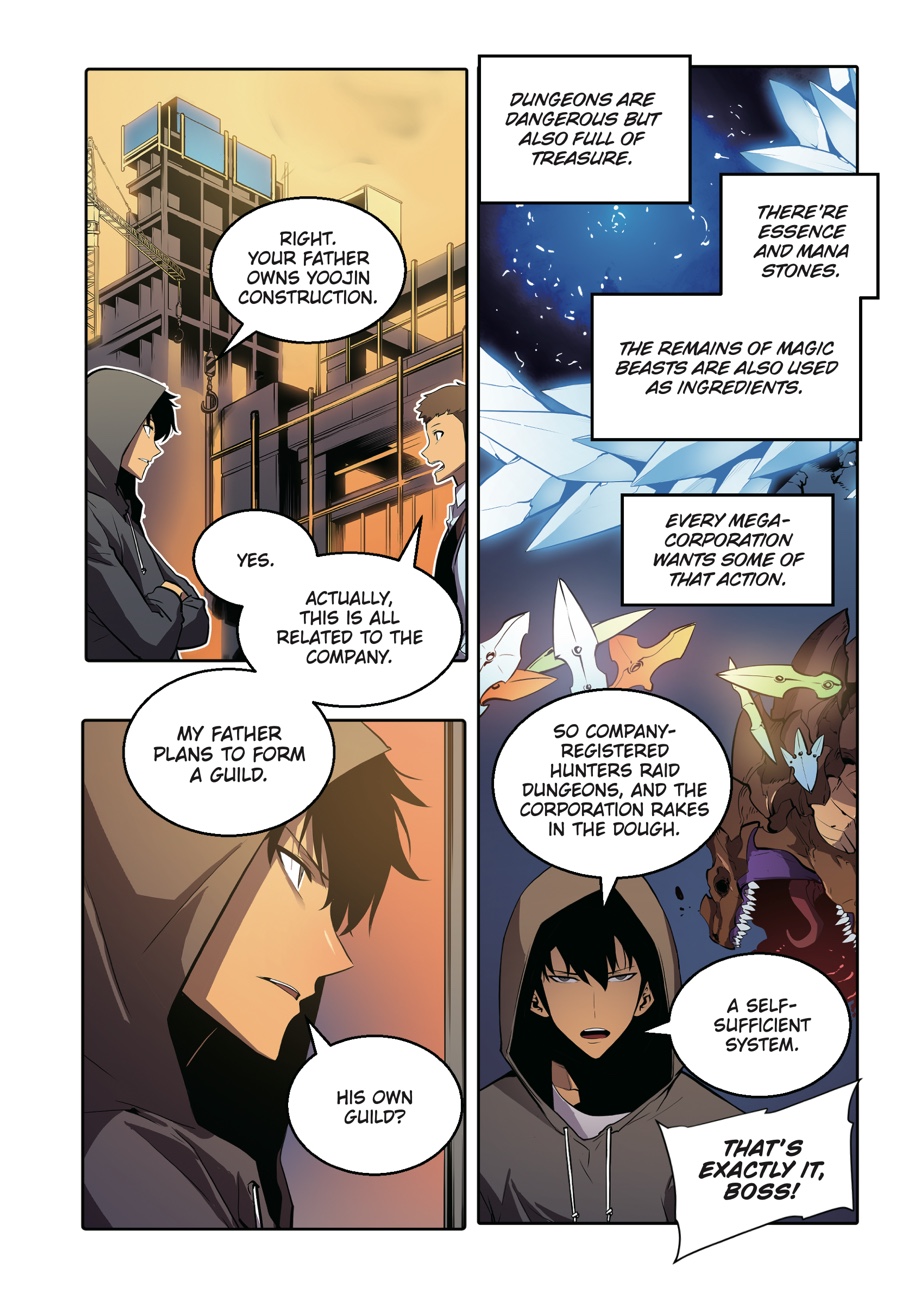 RIGHT.
YOUR FATHER
OWNS YOOJIN
CONSTRUCTION.
YES.
ACTUALLY,
THIS IS ALL
RELATED TO THE
COMPANY.
MY FATHER
PLANS TO FORM
A GUILD.
HIS OWN
GUILD?
DUNGEONS ARE
DANGEROUS BUT
ALSO FULL OF
TREASURE.
THERE'RE
ESSENCE
AND MANA
STONES.
THE REMAINS OF MAGIC
BEASTS ARE ALSO USED
AS INGREDIENTS.
EVERY MEGA-
CORPORATION
WANTS SOME OF
THAT ACTION.
SO COMPANY-
REGISTERED
HUNTERS RAID
DUNGEONS, AND THE
CORPORATION RAKES
IN THE DOUGH.
A SELF-
SUFFICIENT
SYSTEM.
THAT'S
EXACTLY IT,
BOSS!